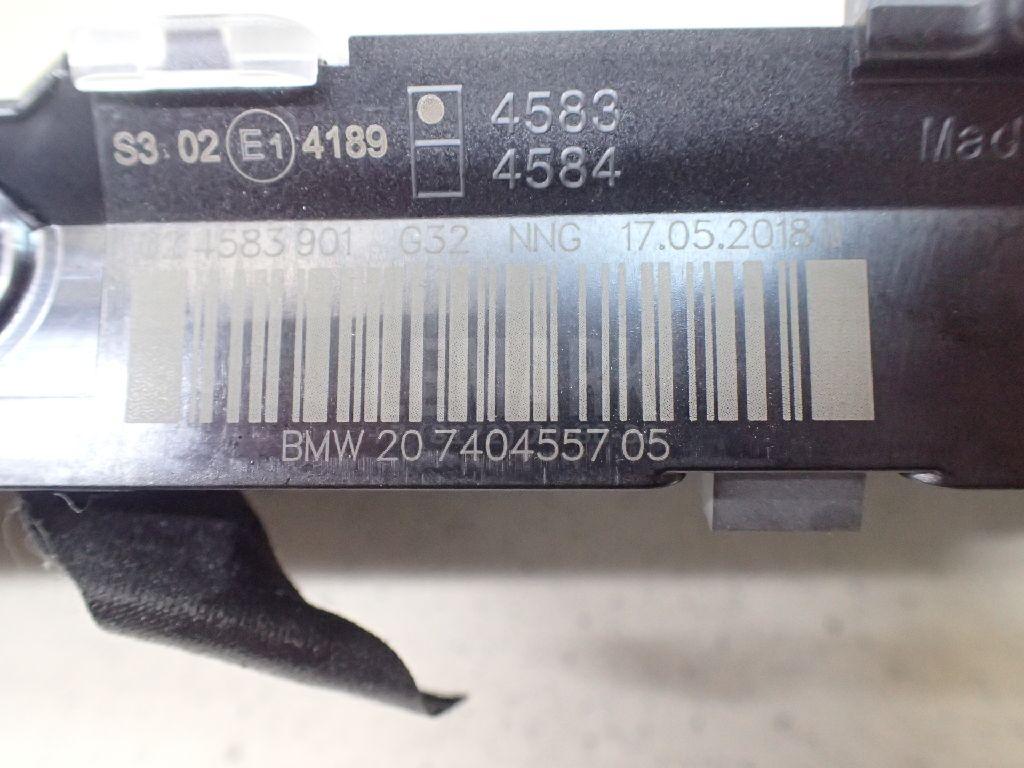 S3 02 E1 4189
4583
4584
4583 901 G32 NNG 17.05.2018
BMW 20 7404557 05